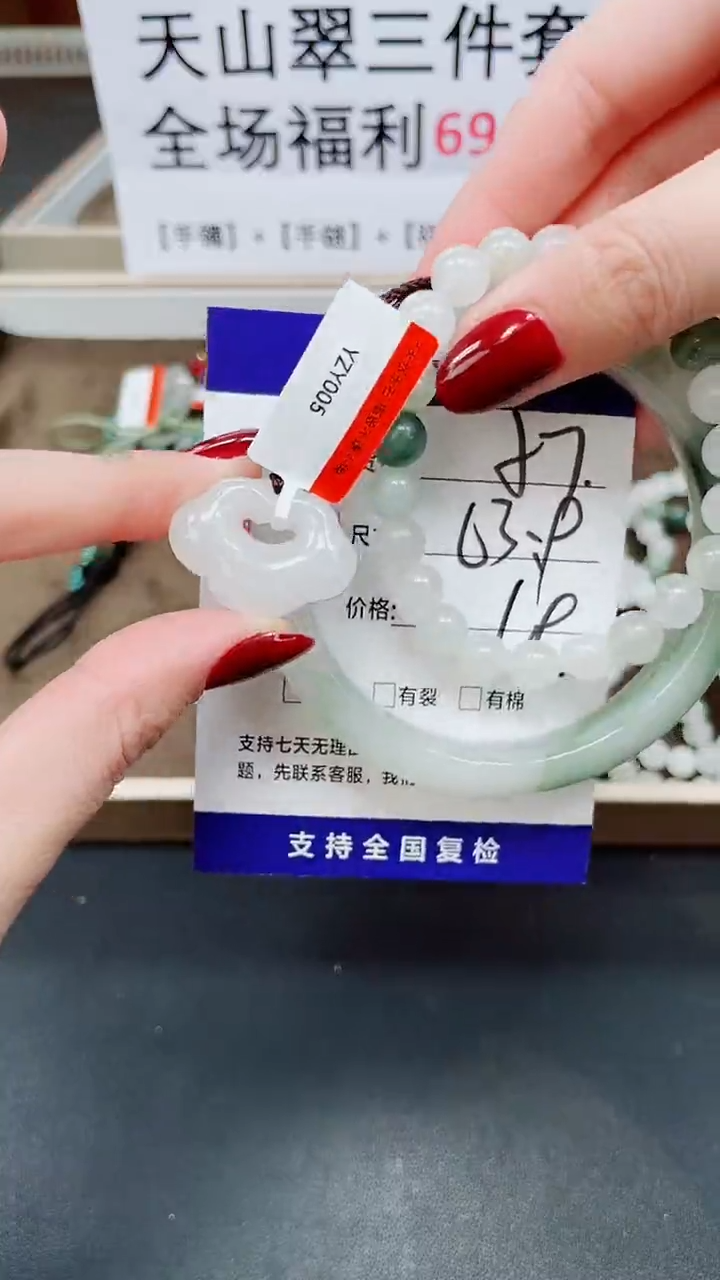 天山翠三件套
全场福利69
【手镯】+【手链】+【
YZY005
57.
尺
价格:
有裂
有棉
支持七天无理
题，先联系客服，我
支持全国复检